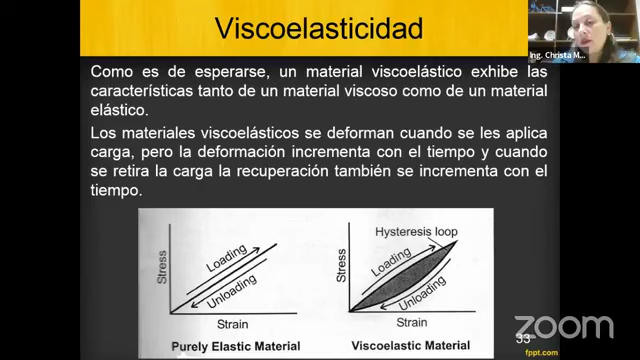 Viscoelasticidad
Ing. Christa M...
Como es de esperarse, un material viscoelástico exhibe las
características tanto de un material viscoso como de un material
elástico.
Los materiales viscoelásticos se deforman cuando se les aplica
carga, pero la deformación incrementa con el tiempo y cuando
se retira la carga la recuperación también se incrementa con el
tiempo.
Stress
Loading
Unloading
Strain
Purely Elastic Material
Hysteresis loop
Stress
Loading
Unloading
Strain
Viscoelastic Material
33
zoom
fppt.com